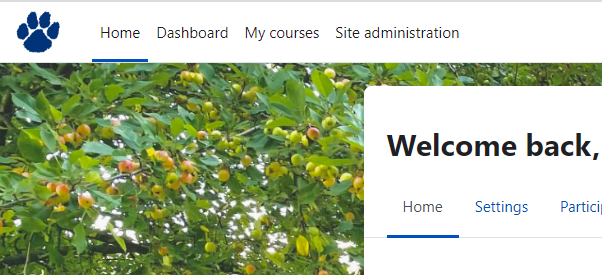 Home Dashboard My courses Site administration
Welcome back,
Home Settings Particip